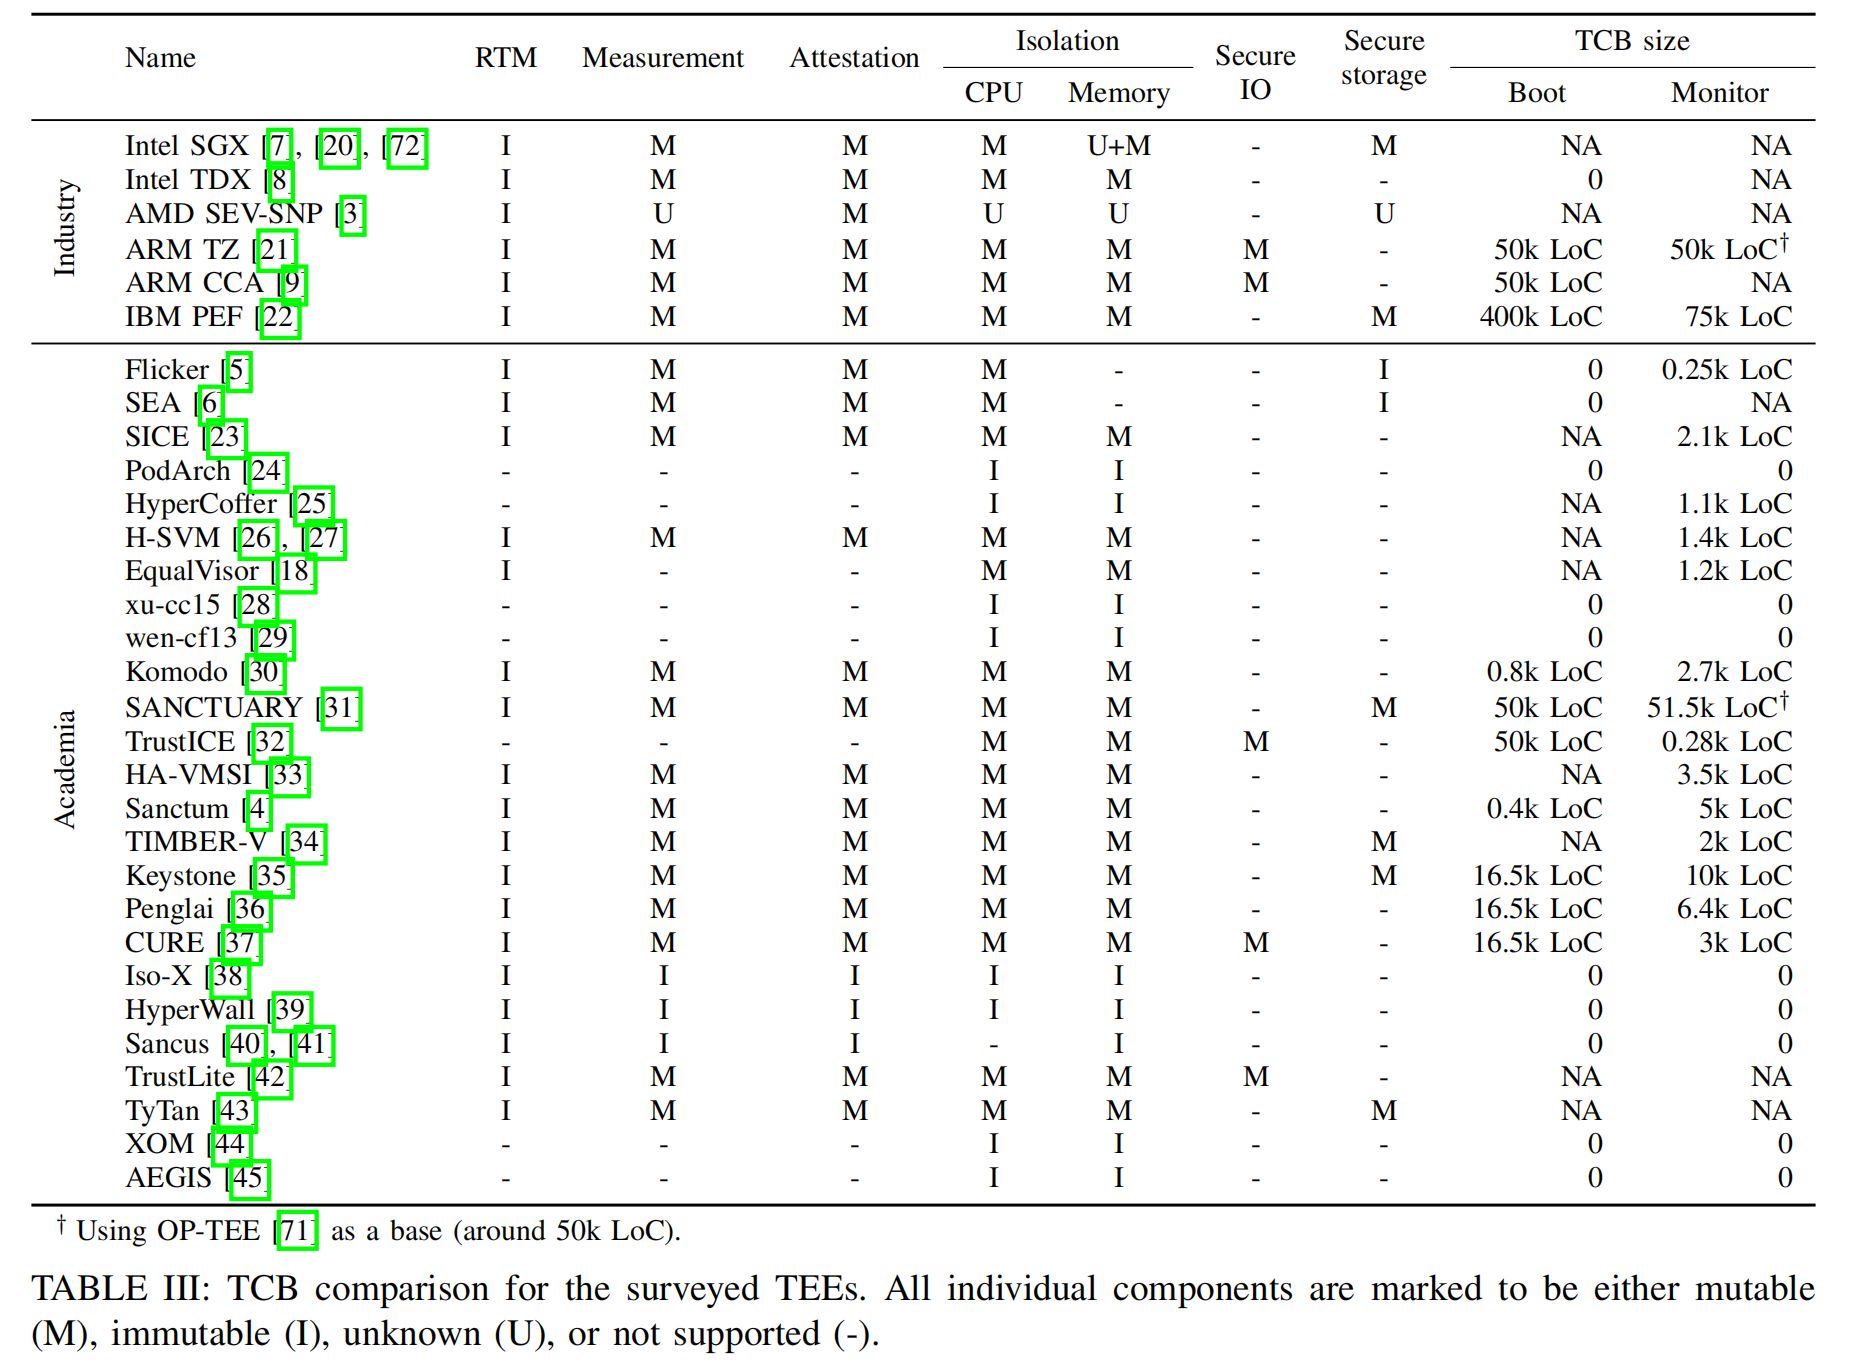 Name RTM Measurement Attestation Isolation Secure IO Secure storage TCB size
CPU Memory Boot Monitor
Industry
Intel SGX [7], [20], [72] I M M M U+M - M NA NA
Intel TDX [8] I M M M M - - 0 NA
AMD SEV-SNP [3] I U M U U - U NA NA
ARM TZ [21] I M M M M M - 50k LoC 50k LoC†
ARM CCA [9] I M M M M M - 50k LoC NA
IBM PEF [22] I M M M M - M 400k LoC 75k LoC
Academia
Flicker [5] I M M M - - I 0 0.25k LoC
SEA [6] I M M M - - I 0 NA
SICE [23] I M M M M - - NA 2.1k LoC
PodArch [24] - - - I I - - 0 0
HyperCoffer [25] - - - I I - - NA 1.1k LoC
H-SVM [26], [27] I M M M M - - NA 1.4k LoC
EqualVisor [18] I - - M M - - NA 1.2k LoC
xu-cc15 [28] - - - I I - - 0 0
wen-cf13 [29] - - - I I - - 0 0
Komodo [30] I M M M M - - 0.8k LoC 2.7k LoC
SANCTUARY [31] I M M M M - M 50k LoC 51.5k LoC†
TrustICE [32] - - - M M M - 50k LoC 0.28k LoC
HA-VMSI [33] I M M M M - - NA 3.5k LoC
Sanctum [4] I M M M M - - 0.4k LoC 5k LoC
TIMBER-V [34] I M M M M - M NA 2k LoC
Keystone [35] I M M M M - M 16.5k LoC 10k LoC
Penglai [36] I M M M M - - 16.5k LoC 6.4k LoC
CURE [37] I M M M M M - 16.5k LoC 3k LoC
Iso-X [38] I I I I I - - 0 0
HyperWall [39] I I I I I - - 0 0
Sancus [40], [41] I I I - I - - 0 0
TrustLite [42] I M M M M M - NA NA
TyTan [43] I M M M M - M NA NA
XOM [44] - - - I I - - 0 0
AEGIS [45] - - - I I - - 0 0
† Using OP-TEE [71] as a base (around 50k LoC).
TABLE III: TCB comparison for the surveyed TEEs. All individual components are marked to be either mutable
(M), immutable (I), unknown (U), or not supported (-).